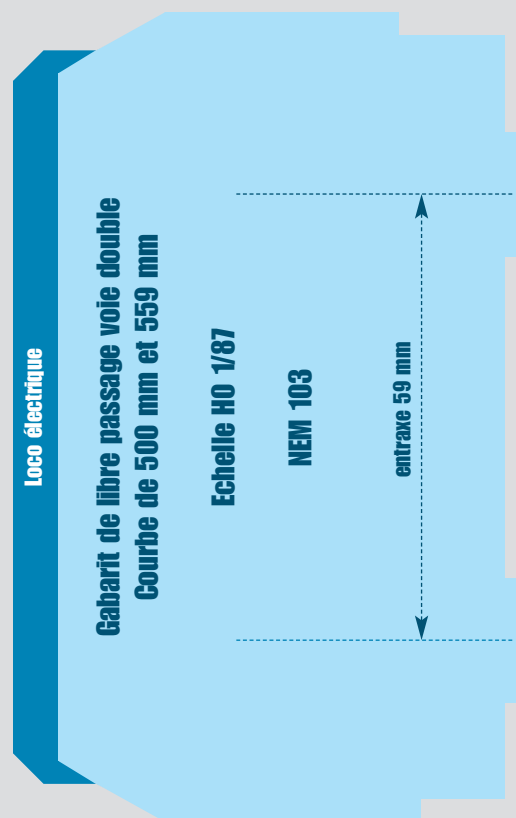 Loco électrique
Gabarit de libre passage voie double
Courbe de 500 mm et 559 mm
Echelle HO 1/87
NEM 103
entraxe 59 mm